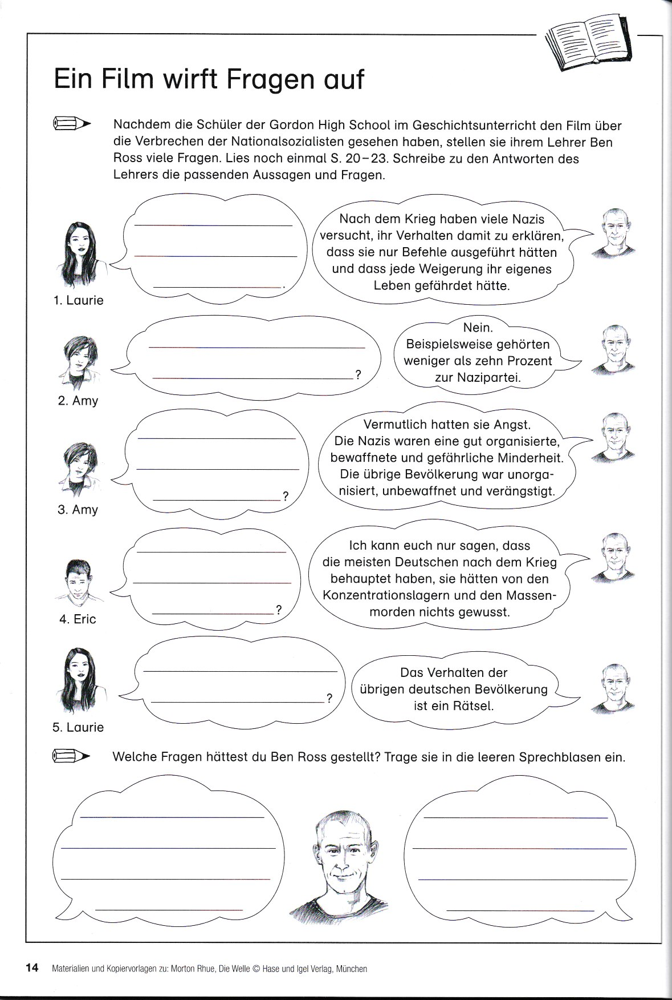 Ein Film wirft Fragen auf
Nachdem die Schüler der Gordon High School im Geschichtsunterricht den Film über
die Verbrechen der Nationalsozialisten gesehen haben, stellen sie ihrem Lehrer Ben
Ross viele Fragen. Lies noch einmal S. 20–23. Schreibe zu den Antworten des
Lehrers die passenden Aussagen und Fragen.
1. Laurie
.
Nach dem Krieg haben viele Nazis
versucht, ihr Verhalten damit zu erklären,
dass sie nur Befehle ausgeführt hätten
und dass jede Weigerung ihr eigenes
Leben gefährdet hätte.
2. Amy
?
Nein.
Beispielsweise gehörten
weniger als zehn Prozent
zur Nazipartei.
3. Amy
?
Vermutlich hatten sie Angst.
Die Nazis waren eine gut organisierte,
bewaffnete und gefährliche Minderheit.
Die übrige Bevölkerung war unorga-
nisiert, unbewaffnet und verängstigt.
4. Eric
?
Ich kann euch nur sagen, dass
die meisten Deutschen nach dem Krieg
behauptet haben, sie hätten von den
Konzentrationslagern und den Massen-
morden nichts gewusst.
5. Laurie
?
Das Verhalten der
übrigen deutschen Bevölkerung
ist ein Rätsel.
Welche Fragen hättest du Ben Ross gestellt? Trage sie in die leeren Sprechblasen ein.
14 Materialien und Kopiervorlagen zu: Morton Rhue, Die Welle © Hase und Igel Verlag, München